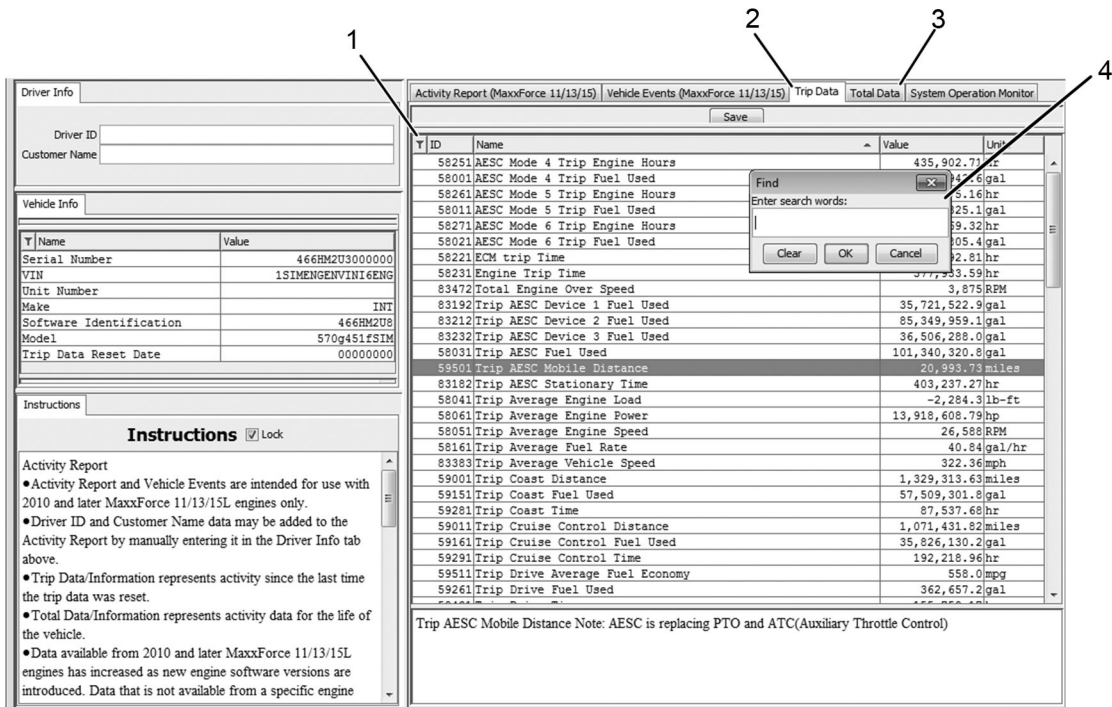 1
2
3
4
Driver Info
Driver ID
Customer Name
Vehicle Info
Name Value
Serial Number 466HM2U3000000
VIN 1SIMENGENVINI6ENG
Unit Number
Make INT
Software Identification 466HM2U8
Model 570g451fSIM
Trip Data Reset Date 00000000
Instructions
Instructions Lock
Activity Report
●Activity Report and Vehicle Events are intended for use with
2010 and later MaxxForce 11/13/15L engines only.
●Driver ID and Customer Name data may be added to the
Activity Report by manually entering it in the Driver Info tab
above.
●Trip Data/Information represents activity since the last time
the trip data was reset.
●Total Data/Information represents activity data for the life of
the vehicle.
●Data available from 2010 and later MaxxForce 11/13/15L
engines has increased as new engine software versions are
introduced. Data that is not available from a specific engine
Activity Report (MaxxForce 11/13/15) Vehicle Events (MaxxForce 11/13/15) Trip Data Total Data System Operation Monitor
Save
ID Name Value Unit
58251 AESC Mode 4 Trip Engine Hours 435,902.71 hr
58001 AESC Mode 4 Trip Fuel Used gal
58261 AESC Mode 5 Trip Engine Hours hr
58011 AESC Mode 5 Trip Fuel Used gal
58271 AESC Mode 6 Trip Engine Hours hr
58021 AESC Mode 6 Trip Fuel Used gal
58221 ECM trip Time hr
58231 Engine Trip Time hr
83472 Total Engine Over Speed 3,875 RPM
83192 Trip AESC Device 1 Fuel Used 35,721,522.9 gal
83212 Trip AESC Device 2 Fuel Used 85,349,959.1 gal
83232 Trip AESC Device 3 Fuel Used 36,506,288.0 gal
58031 Trip AESC Fuel Used 101,340,320.8 gal
59501 Trip AESC Mobile Distance 20,993.73 miles
83182 Trip AESC Stationary Time 403,237.27 hr
58041 Trip Average Engine Load -2,284.3 lb-ft
58061 Trip Average Engine Power 13,918,608.79 hp
58051 Trip Average Engine Speed 26,588 RPM
58161 Trip Average Fuel Rate 40.84 gal/hr
83383 Trip Average Vehicle Speed 322.36 mph
59001 Trip Coast Distance 1,329,313.63 miles
59151 Trip Coast Fuel Used 57,509,301.8 gal
59281 Trip Coast Time 87,537.68 hr
59011 Trip Cruise Control Distance 1,071,431.82 miles
59161 Trip Cruise Control Fuel Used 35,826,130.2 gal
59291 Trip Cruise Control Time 192,218.96 hr
59511 Trip Drive Average Fuel Economy 558.0 mpg
59261 Trip Drive Fuel Used 362,657.2 gal
Find
Enter search words:
Clear OK Cancel
Trip AESC Mobile Distance Note: AESC is replacing PTO and ATC(Auxiliary Throttle Control)